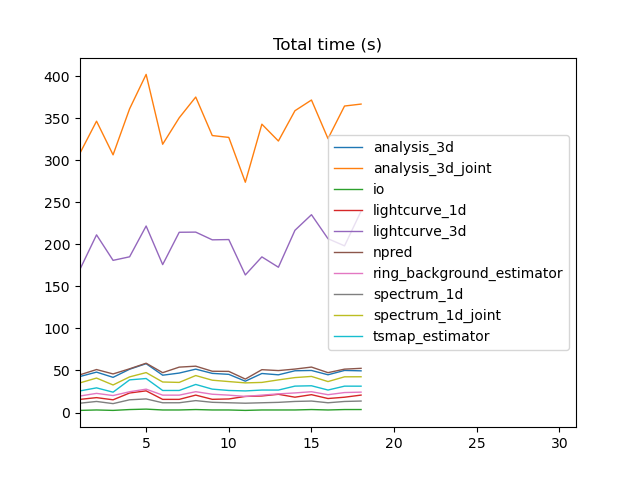 Total time (s)
400
350
300
250
200
150
100
50
0
analysis_3d
analysis_3d_joint
io
lightcurve_1d
lightcurve_3d
npred
ring_background_estimator
spectrum_1d
spectrum_1d_joint
tsmap_estimator
5 10 15 20 25 30